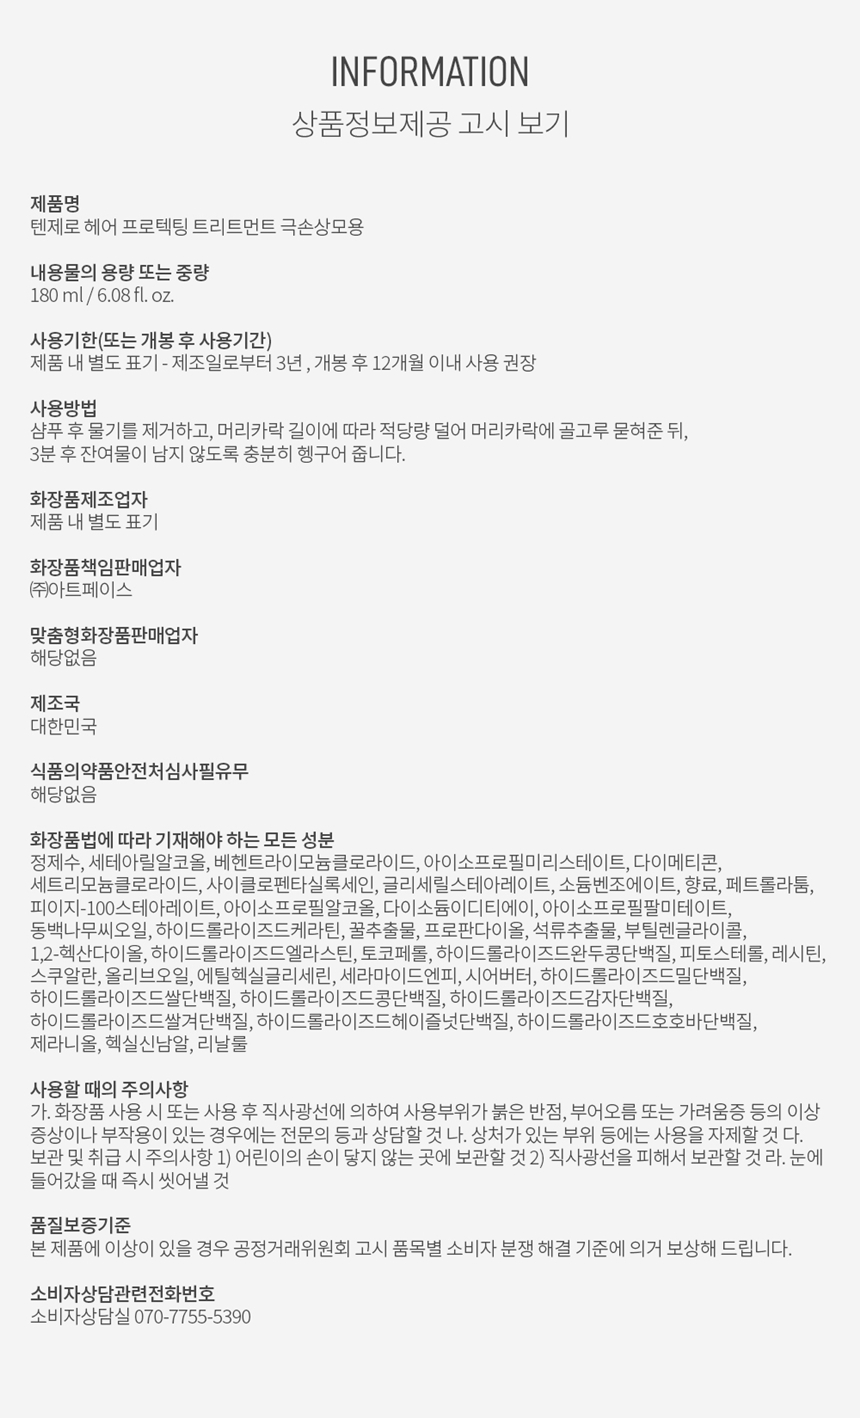 INFORMATION
상품정보제공 고시 보기
제품명
텐제로 헤어 프로텍팅 트리트먼트 극손상모용
내용물의 용량 또는 중량
180 ml / 6.08 fl. oz.
사용기한(또는 개봉 후 사용기간)
제품 내 별도 표기 - 제조일로부터 3년 , 개봉 후 12개월 이내 사용 권장
사용방법
샴푸 후 물기를 제거하고, 머리카락 길이에 따라 적당량 덜어 머리카락에 골고루 묻혀준 뒤,
3분 후 잔여물이 남지 않도록 충분히 헹구어 줍니다.
화장품제조업자
제품 내 별도 표기
화장품책임판매업자
㈜아트페이스
맞춤형화장품판매업자
해당없음
제조국
대한민국
식품의약품안전처심사필유무
해당없음
화장품법에 따라 기재해야 하는 모든 성분
정제수, 세테아릴알코올, 베헨트라이모늄클로라이드, 아이소프로필미리스테이트, 다이메티콘,
세트리모늄클로라이드, 사이클로펜타실록세인, 글리세릴스테아레이트, 소듐벤조에이트, 향료, 페트롤라툼,
피이지-100스테아레이트, 아이소프로필알코올, 다이소듐이디티에이, 아이소프로필팔미테이트,
동백나무씨오일, 하이드롤라이즈드케라틴, 꿀추출물, 프로판다이올, 석류추출물, 부틸렌글라이콜,
1,2-헥산다이올, 하이드롤라이즈드엘라스틴, 토코페롤, 하이드롤라이즈드완두콩단백질, 피토스테롤, 레시틴,
스쿠알란, 올리브오일, 에틸헥실글리세린, 세라마이드엔피, 시어버터, 하이드롤라이즈드밀단백질,
하이드롤라이즈드쌀단백질, 하이드롤라이즈드콩단백질, 하이드롤라이즈드감자단백질,
하이드롤라이즈드쌀겨단백질, 하이드롤라이즈드헤이즐넛단백질, 하이드롤라이즈드호호바단백질,
제라니올, 헥실신남알, 리날룰
사용할 때의 주의사항
가. 화장품 사용 시 또는 사용 후 직사광선에 의하여 사용부위가 붉은 반점, 부어오름 또는 가려움증 등의 이상
증상이나 부작용이 있는 경우에는 전문의 등과 상담할 것 나. 상처가 있는 부위 등에는 사용을 자제할 것 다.
보관 및 취급 시 주의사항 1) 어린이의 손이 닿지 않는 곳에 보관할 것 2) 직사광선을 피해서 보관할 것 라. 눈에
들어갔을 때 즉시 씻어낼 것
품질보증기준
본 제품에 이상이 있을 경우 공정거래위원회 고시 품목별 소비자 분쟁 해결 기준에 의거 보상해 드립니다.
소비자상담관련전화번호
소비자상담실 070-7755-5390